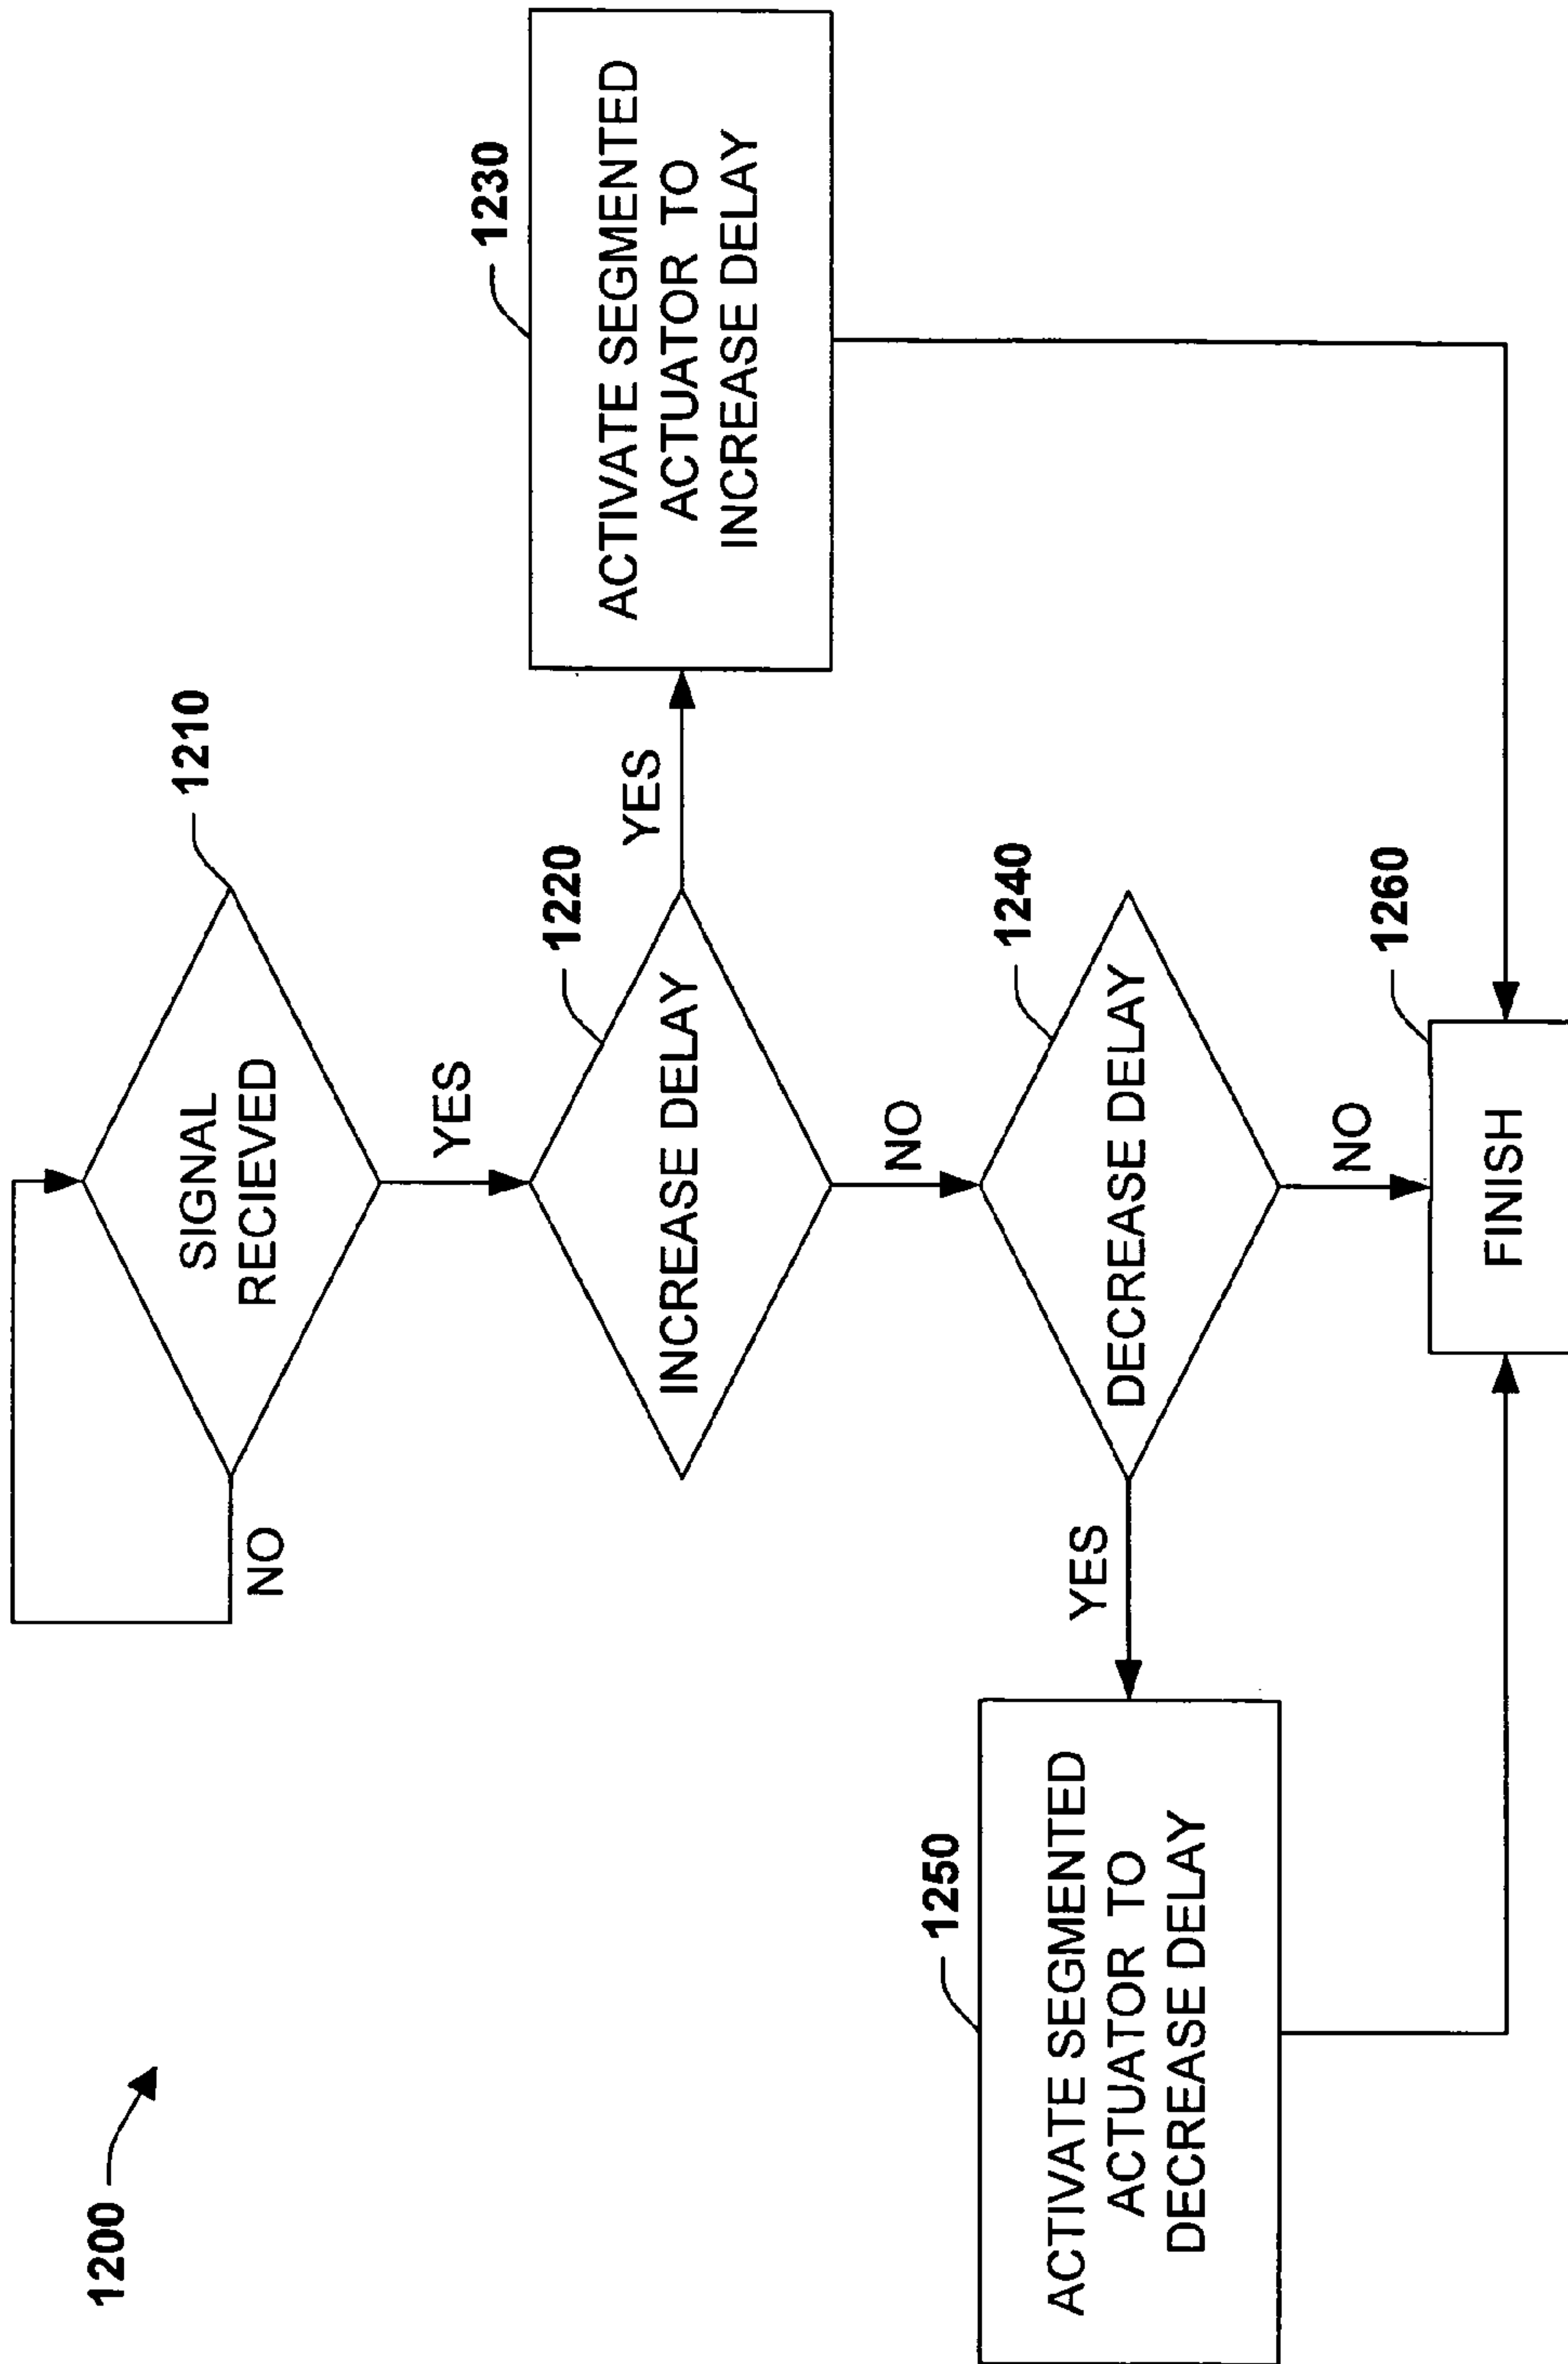 1200
SIGNAL
RECIEVED
1210
NO
YES
INCREASE DELAY
1220
YES
ACTIVATE SEGMENTED
ACTUATOR TO
INCREASE DELAY
1230
NO
DECREASE DELAY
1240
YES
ACTIVATE SEGMENTED
ACTUATOR TO
DECREASE DELAY
1250
NO
FINISH
1260